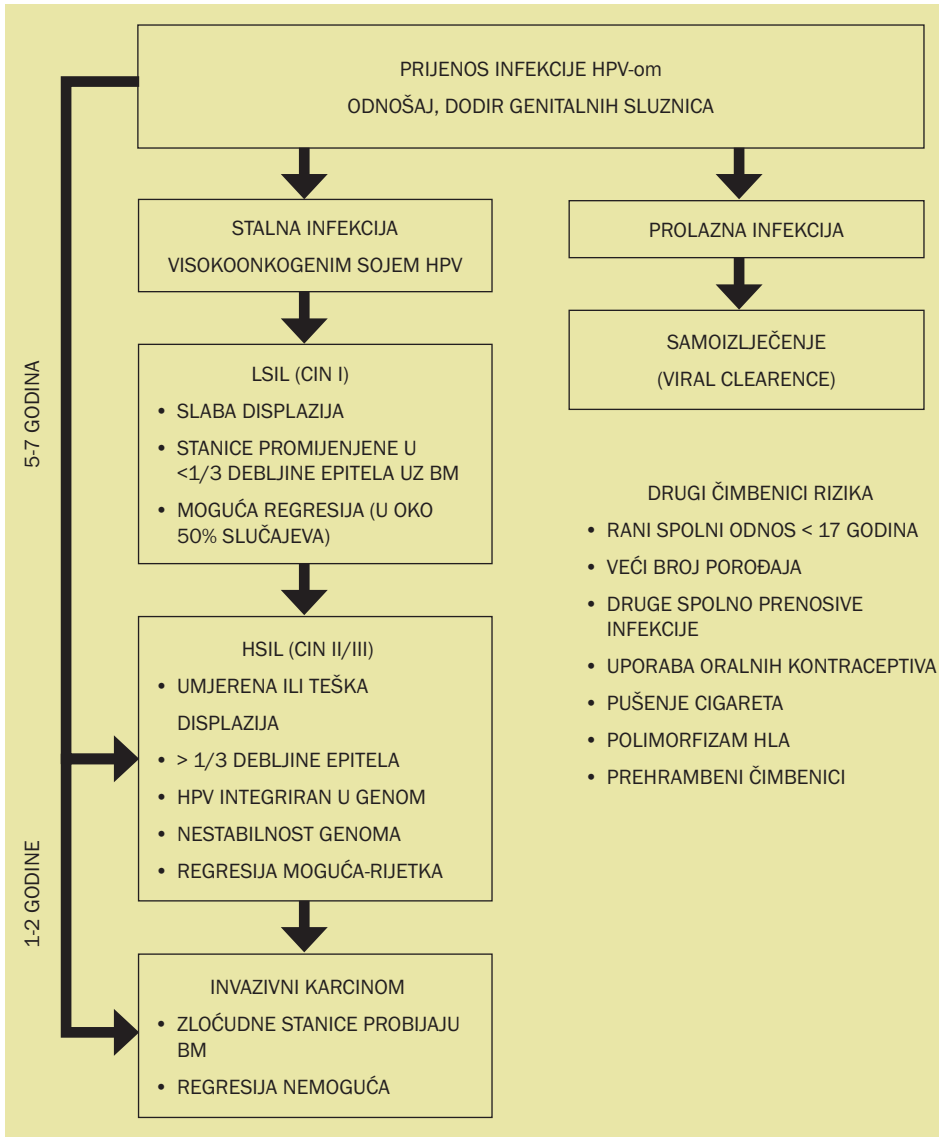 PRIJENOS INFEKCIJE HPV-om
ODNOŠAJ, DODIR GENITALNIH SLUZNICA
STALNA INFEKCIJA
VISOKOONKOGENIM SOJEM HPV
PROLAZNA INFEKCIJA
SAMOIZLJEČENJE
(VIRAL CLEARENCE)
5-7 GODINA
LSIL (CIN I)
• SLABA DISPLAZIJA
• STANICE PROMIJENJENE U
<1/3 DEBLJINE EPITELA UZ BM
• MOGUĆA REGRESIJA (U OKO
50% SLUČAJEVA)
DRUGI ČIMBENICI RIZIKA
• RANI SPOLNI ODNOS < 17 GODINA
• VEĆI BROJ POROĐAJA
• DRUGE SPOLNO PRENOSIVE
INFEKCIJE
• UPORABA ORALNIH KONTRACEPTIVA
• PUŠENJE CIGARETA
• POLIMORFIZAM HLA
• PREHRAMBENI ČIMBENICI
HSIL (CIN II/III)
• UMJERENA ILI TEŠKA
DISPLAZIJA
• > 1/3 DEBLJINE EPITELA
• HPV INTEGRIRAN U GENOM
• NESTABILNOST GENOMA
• REGRESIJA MOGUĆA-RIJETKA
1-2 GODINE
INVAZIVNI KARCINOM
• ZLOĆUDNE STANICE PROBIJAJU
BM
• REGRESIJA NEMOGUĆA